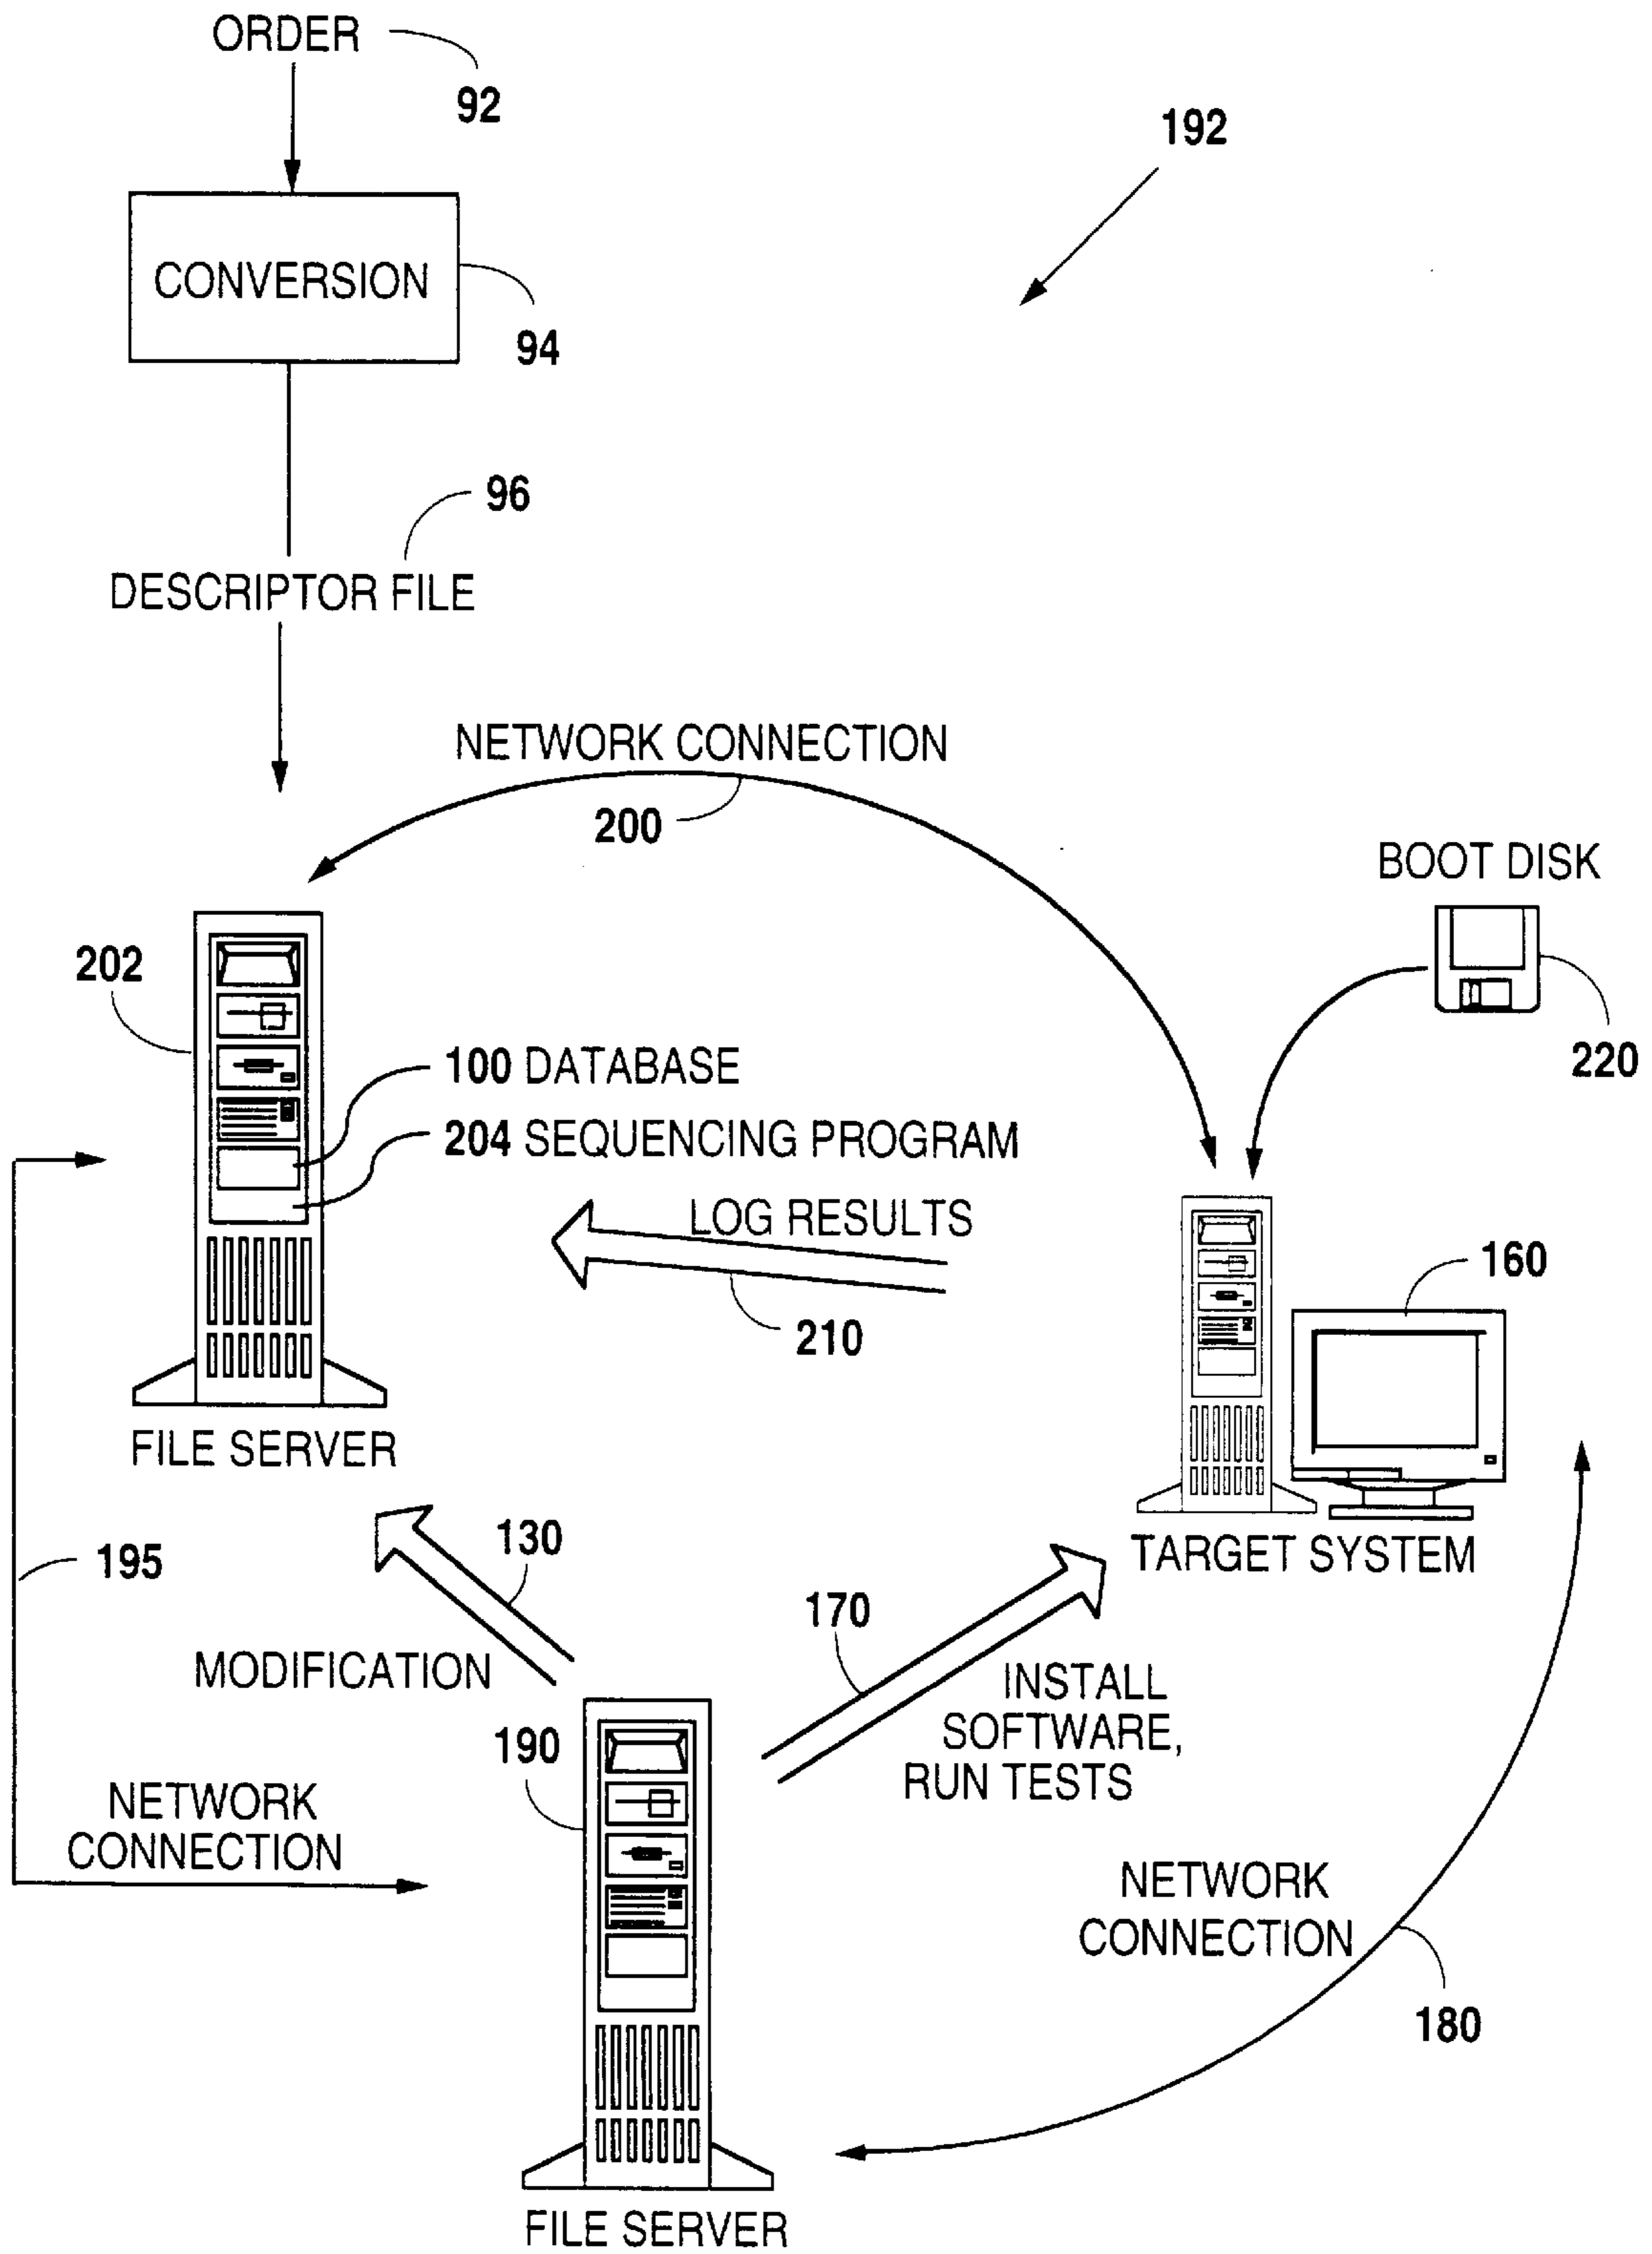 ORDER
92
192
CONVERSION
94
96
DESCRIPTOR FILE
NETWORK CONNECTION
200
BOOT DISK
220
202
100 DATABASE
204 SEQUENCING PROGRAM
LOG RESULTS
210
160
FILE SERVER
TARGET SYSTEM
195
130
MODIFICATION
170
INSTALL
SOFTWARE,
RUN TESTS
190
NETWORK
CONNECTION
NETWORK
CONNECTION
180
FILE SERVER